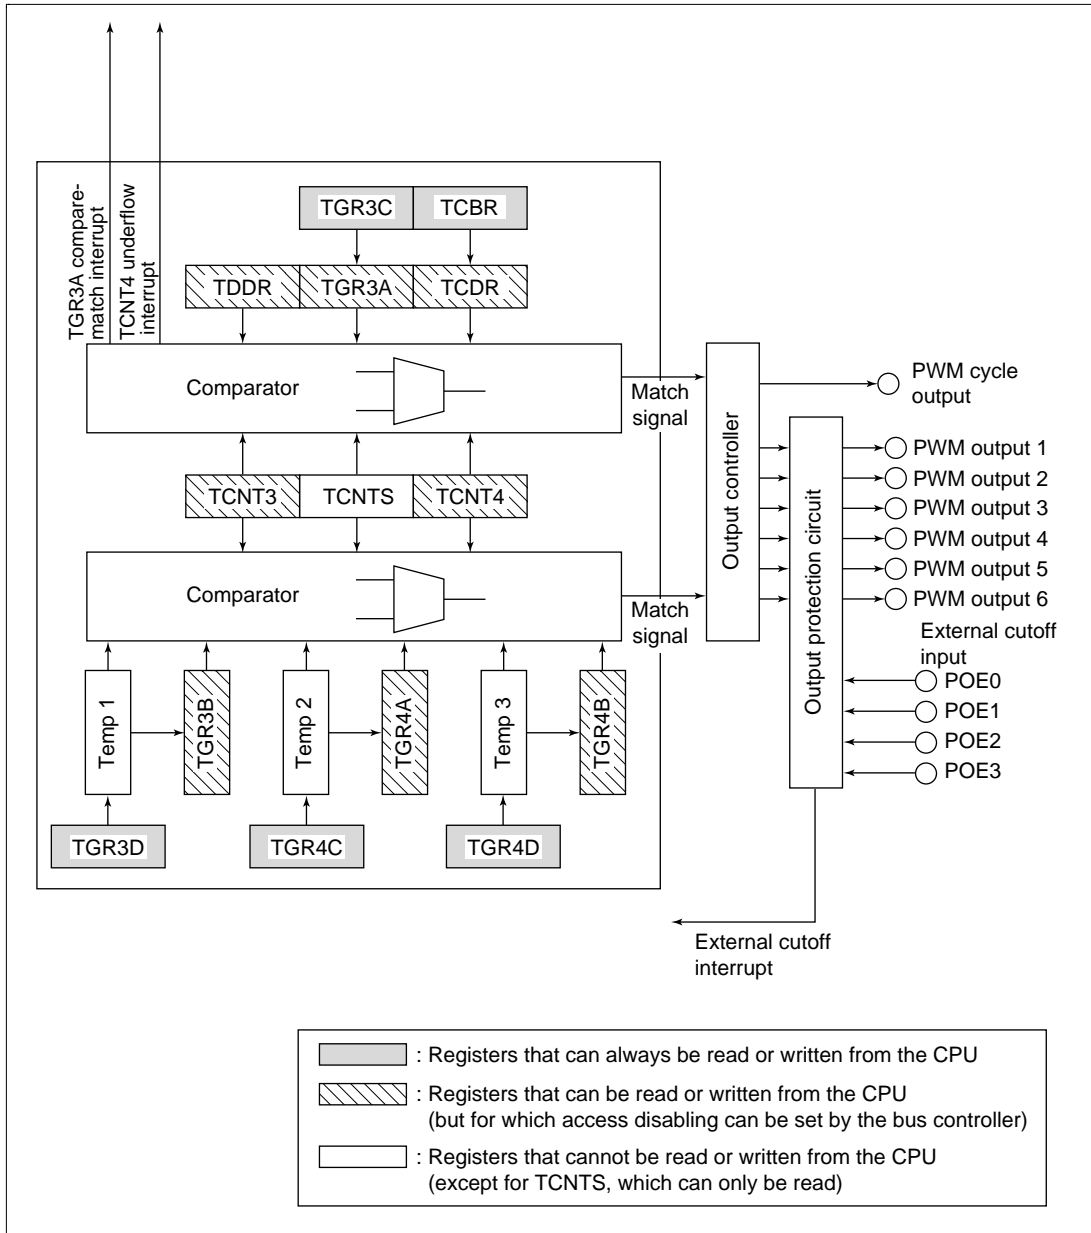 TGR3A compare-
match interrupt
TCNT4 underflow
interrupt
TGR3C
TCBR
TDDR
TGR3A
TCDR
Comparator
Match
signal
TCNT3
TCNTS
TCNT4
Comparator
Match
signal
Temp 1
TGR3B
Temp 2
TGR4A
Temp 3
TGR4B
TGR3D
TGR4C
TGR4D
Output controller
Output protection circuit
PWM cycle
output
PWM output 1
PWM output 2
PWM output 3
PWM output 4
PWM output 5
PWM output 6
External cutoff
input
POE0
POE1
POE2
POE3
External cutoff
interrupt
: Registers that can always be read or written from the CPU
: Registers that can be read or written from the CPU
(but for which access disabling can be set by the bus controller)
: Registers that cannot be read or written from the CPU
(except for TCNTS, which can only be read)